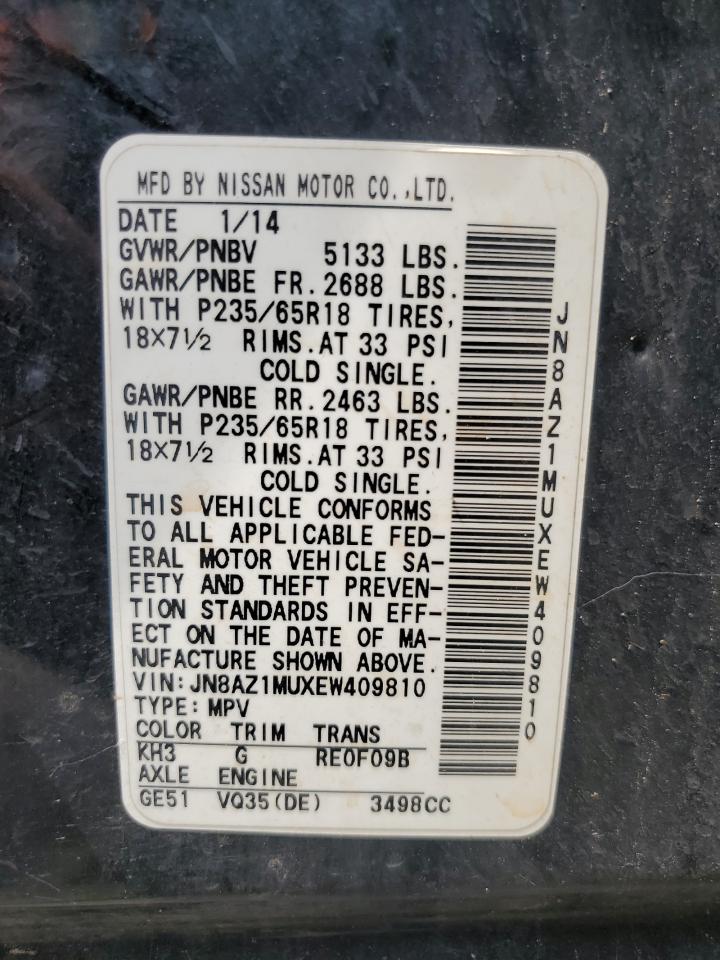 MFD BY NISSAN MOTOR CO.,LTD.
DATE 1/14
GVWR/PNBV 5133 LBS.
GAWR/PNBE FR. 2688 LBS.
WITH P235/65R18 TIRES,
18×7½ RIMS. AT 33 PSI
COLD SINGLE.
GAWR/PNBE RR. 2463 LBS.
WITH P235/65R18 TIRES,
18×7½ RIMS. AT 33 PSI
COLD SINGLE.
THIS VEHICLE CONFORMS
TO ALL APPLICABLE FED-
ERAL MOTOR VEHICLE SA-
FETY AND THEFT PREVEN-
TION STANDARDS IN EFF-
ECT ON THE DATE OF MA-
NUFACTURE SHOWN ABOVE.
VIN:JN8AZ1MUXEW409810
TYPE:MPV
COLOR TRIM TRANS
KH3 G RE0F09B
AXLE ENGINE
GE51 VQ35(DE) 3498CC
JN8AZ1MUXEW409810